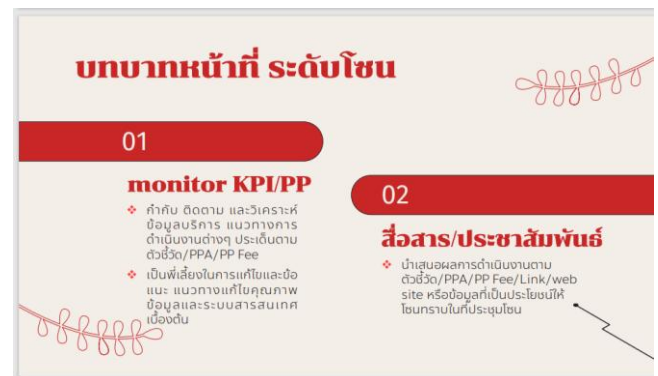 บทบาทหน้าที่ ระดับโซน
01
monitor KPI/PP
❖ กำกับ ติดตาม และวิเคราะห์
ข้อมูลบริการ แนวทางการ
ดำเนินงานต่างๆ ประเด็นตาม
ตัวชี้วัด/PPA/PP Fee
❖ เป็นพี่เลี้ยงในการแก้ไขและข้อ
แนะ แนวทางแก้ไขคุณภาพ
ข้อมูลและระบบสารสนเทศ
เบื้องต้น
02
สื่อสาร/ประชาสัมพันธ์
❖ นำเสนอผลการดำเนินงานตาม
ตัวชี้วัด/PPA/PP Fee/Link/web
site หรือข้อมูลที่เป็นประโยชน์ให้
โซนทราบในที่ประชุมโซน